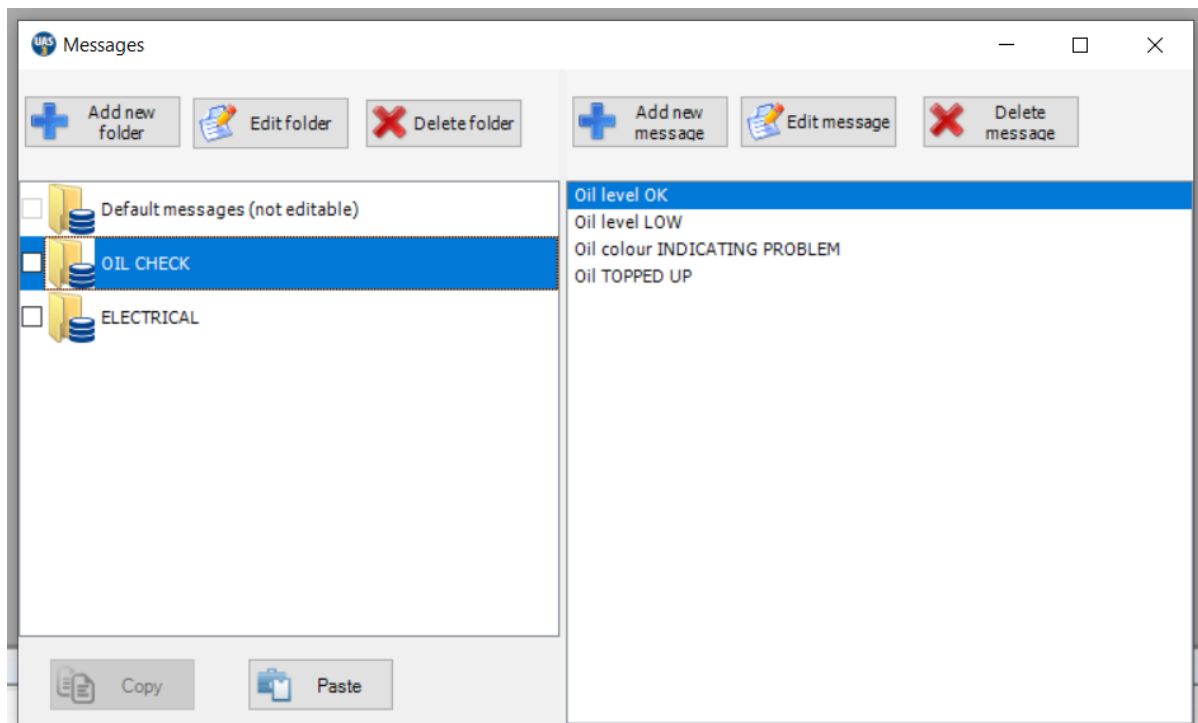 UAS
Messages
Add new
folder
Edit folder
Delete folder
Add new
message
Edit message
Delete
message
Default messages (not editable)
OIL CHECK
ELECTRICAL
Oil level OK
Oil level LOW
Oil colour INDICATING PROBLEM
Oil TOPPED UP
Copy
Paste